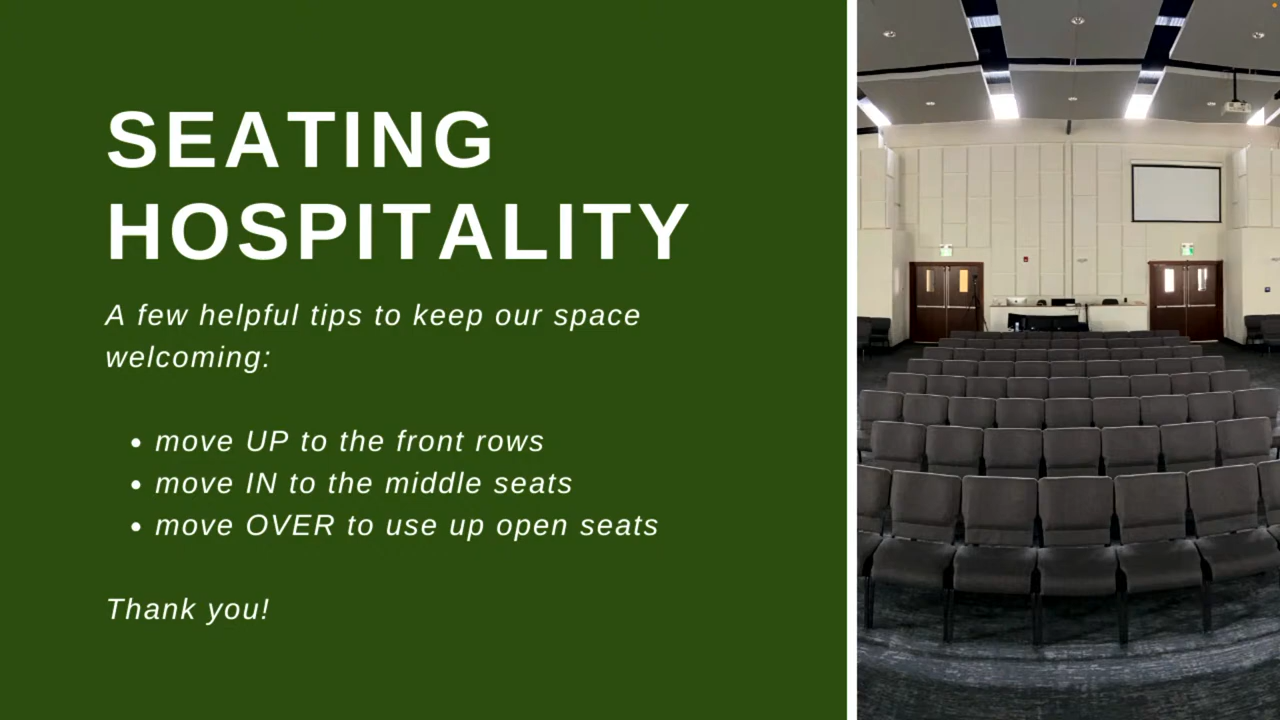 SEATING
HOSPITALITY
A few helpful tips to keep our space
welcoming:
• move UP to the front rows
• move IN to the middle seats
• move OVER to use up open seats
Thank you!